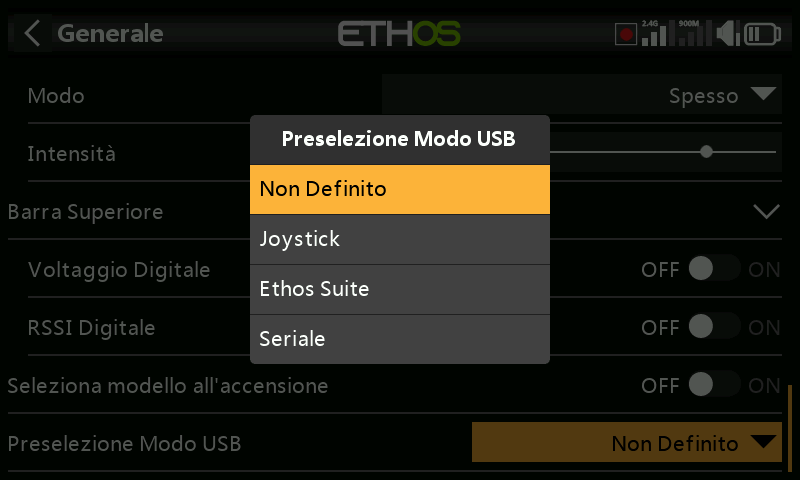 Generale
ETHOS
2.4G
900M
Modo
Spesso
Preselezione Modo USB
Intensità
Non Definito
Barra Superiore
Joystick
Voltaggio Digitale
OFF
ON
Ethos Suite
RSSI Digitale
OFF
ON
Seriale
Seleziona modello all'accensione
OFF
ON
Preselezione Modo USB
Non Definito